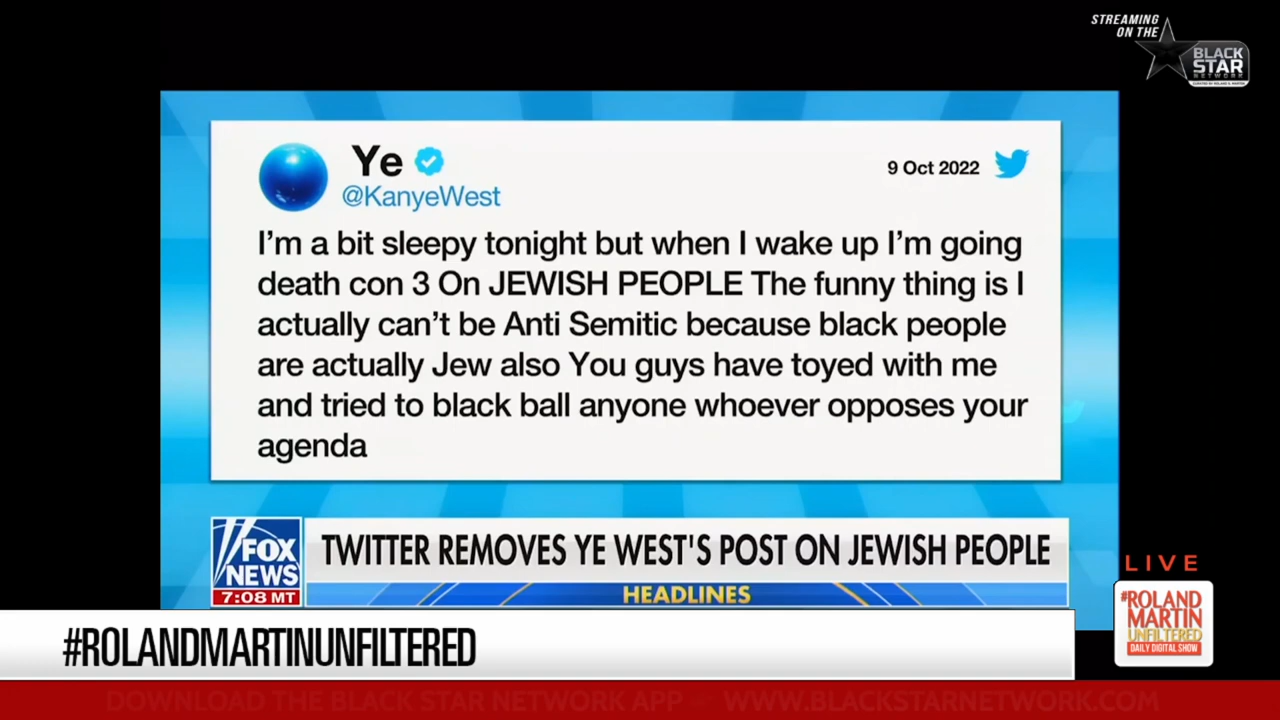 STREAMING
ON THE
BLACK
STAR
NETWORK
Ye
@KanyeWest
9 Oct 2022
I'm a bit sleepy tonight but when I wake up I'm going
death con 3 On JEWISH PEOPLE The funny thing is I
actually can't be Anti Semitic because black people
are actually Jew also You guys have toyed with me
and tried to black ball anyone whoever opposes your
agenda
FOX
NEWS
7:08 MT
TWITTER REMOVES YE WEST'S POST ON JEWISH PEOPLE
HEADLINES
LIVE
#ROLAND
MARTIN
UNFILTERED
DAILY DIGITAL SHOW
#ROLANDMARTINUNFILTERED
DOWNLOAD THE BLACK STAR NETWORK APP - WWW.BLACKSTARNETWORK.COM